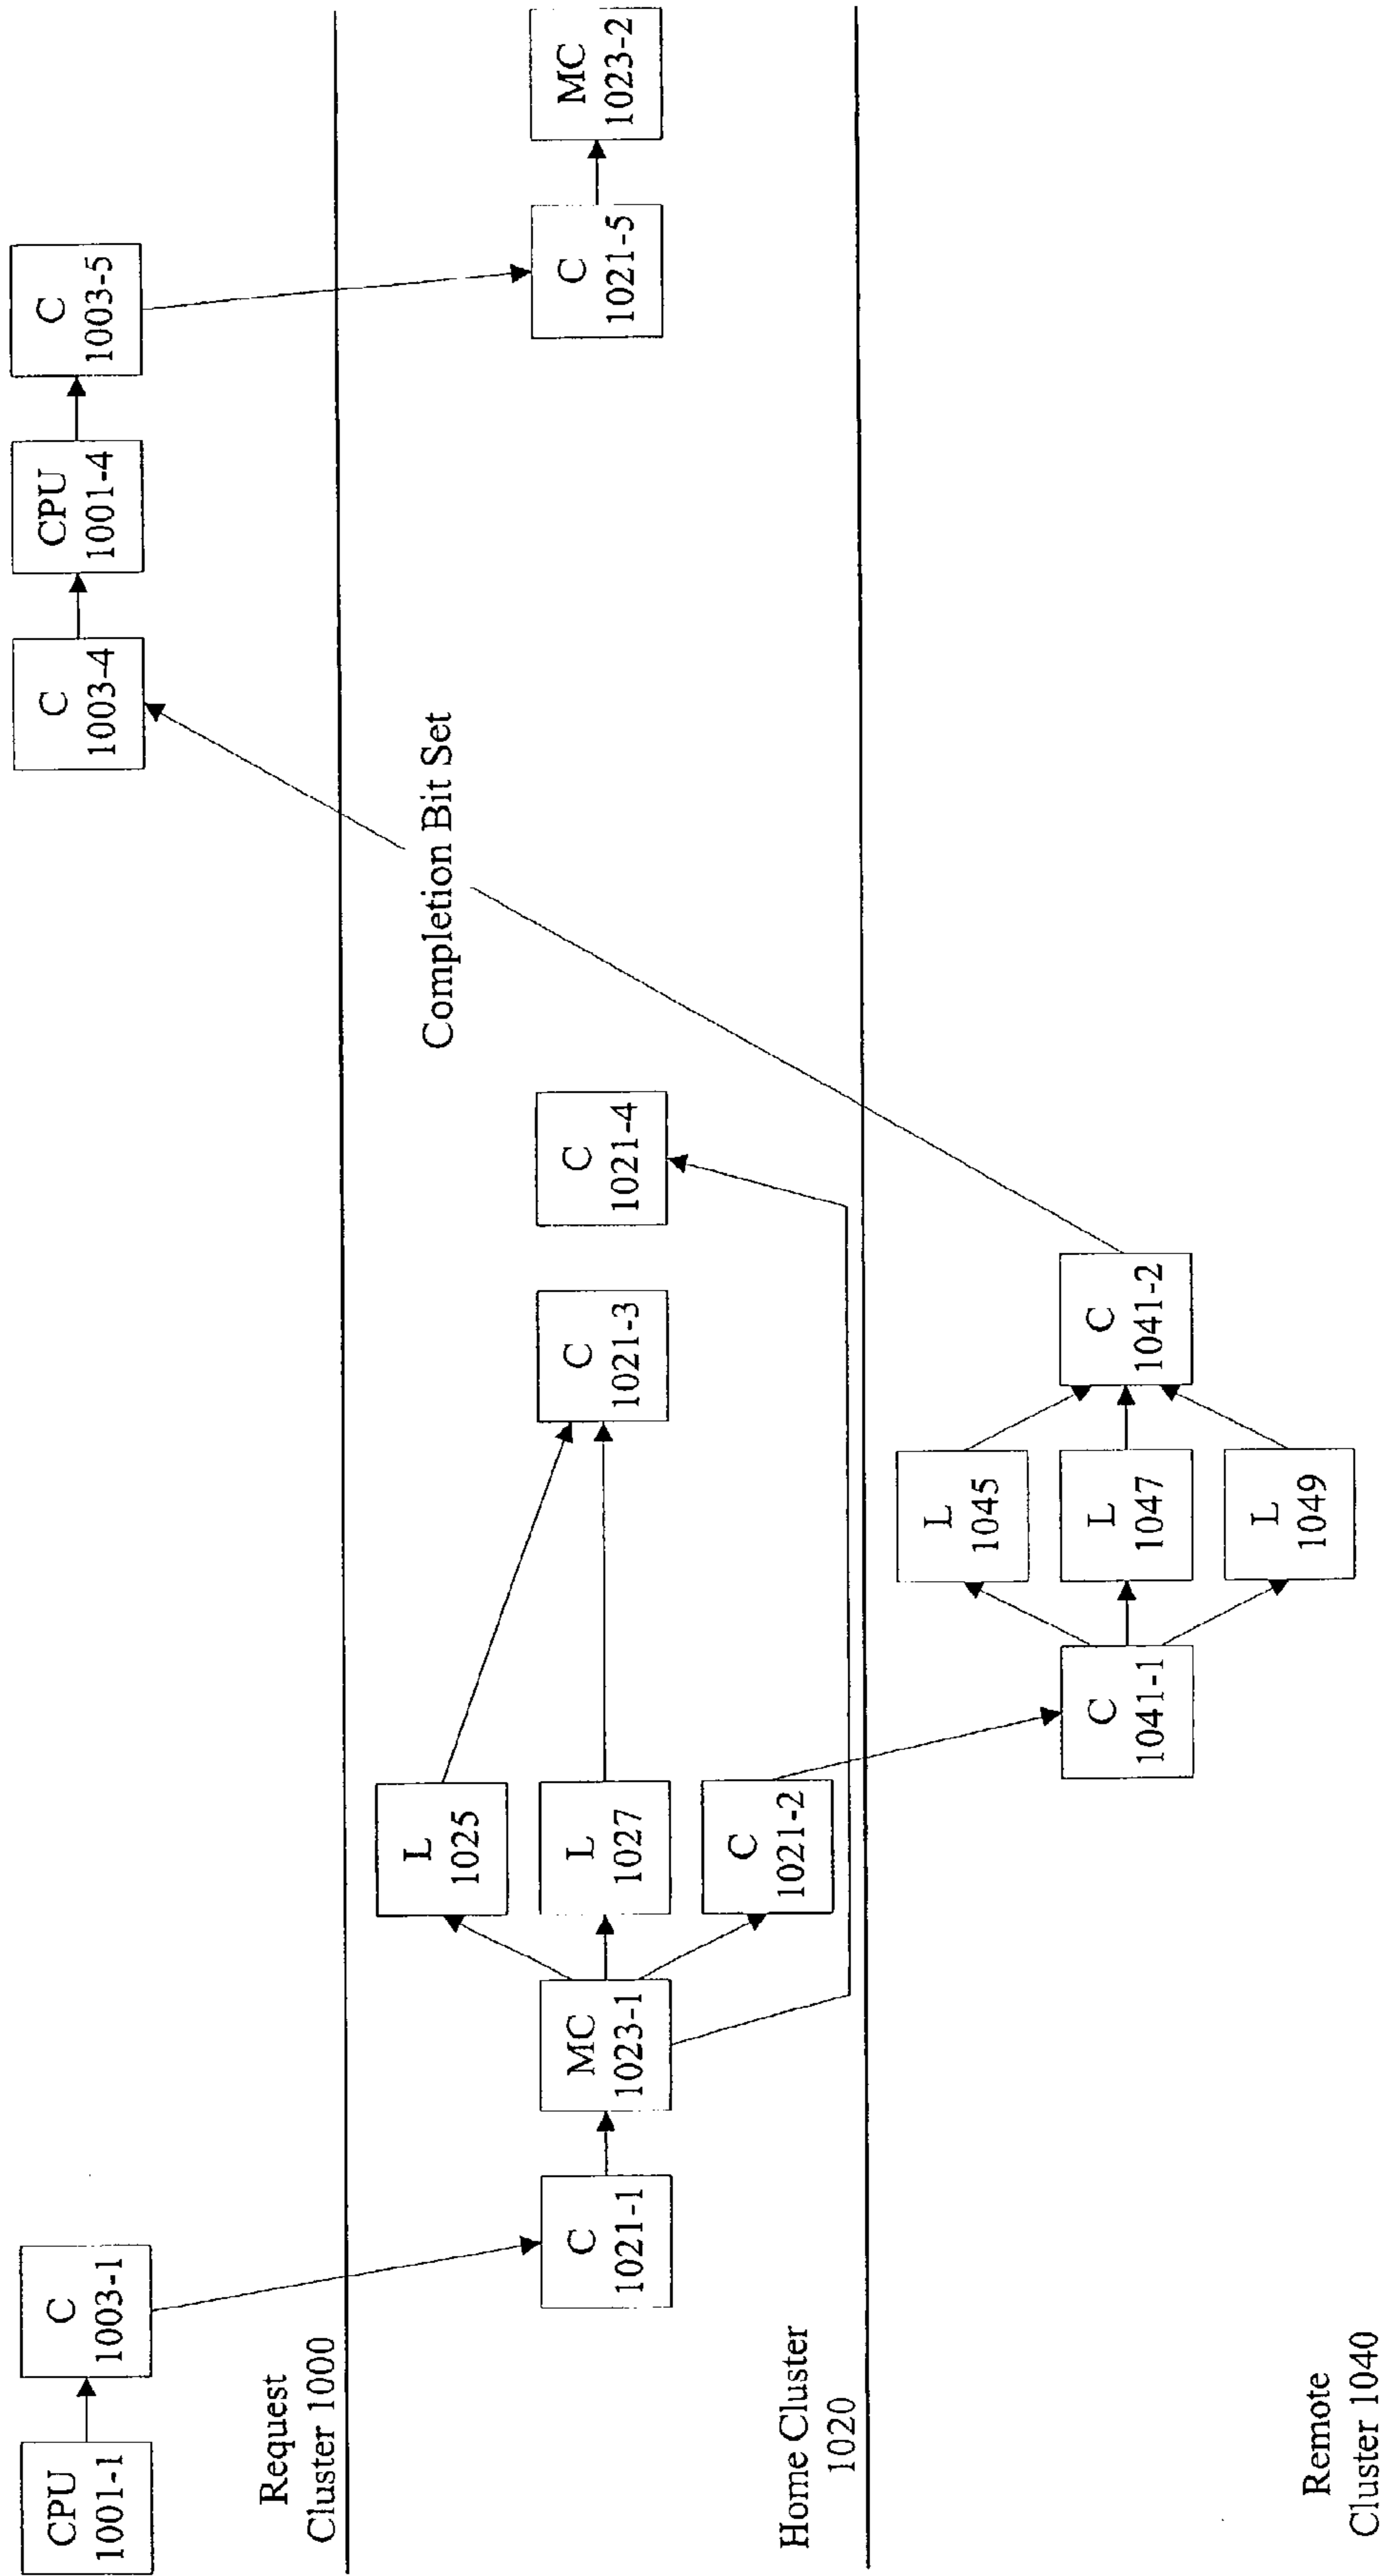 CPU
1001-1
C
1003-1
C
1003-4
CPU
1001-4
C
1003-5
Request
Cluster 1000
C
1021-1
MC
1023-1
L
1025
L
1027
C
1021-2
C
1021-3
C
1021-4
Completion Bit Set
C
1021-5
MC
1023-2
Home Cluster
1020
C
1041-1
L
1045
L
1047
L
1049
C
1041-2
Remote
Cluster 1040